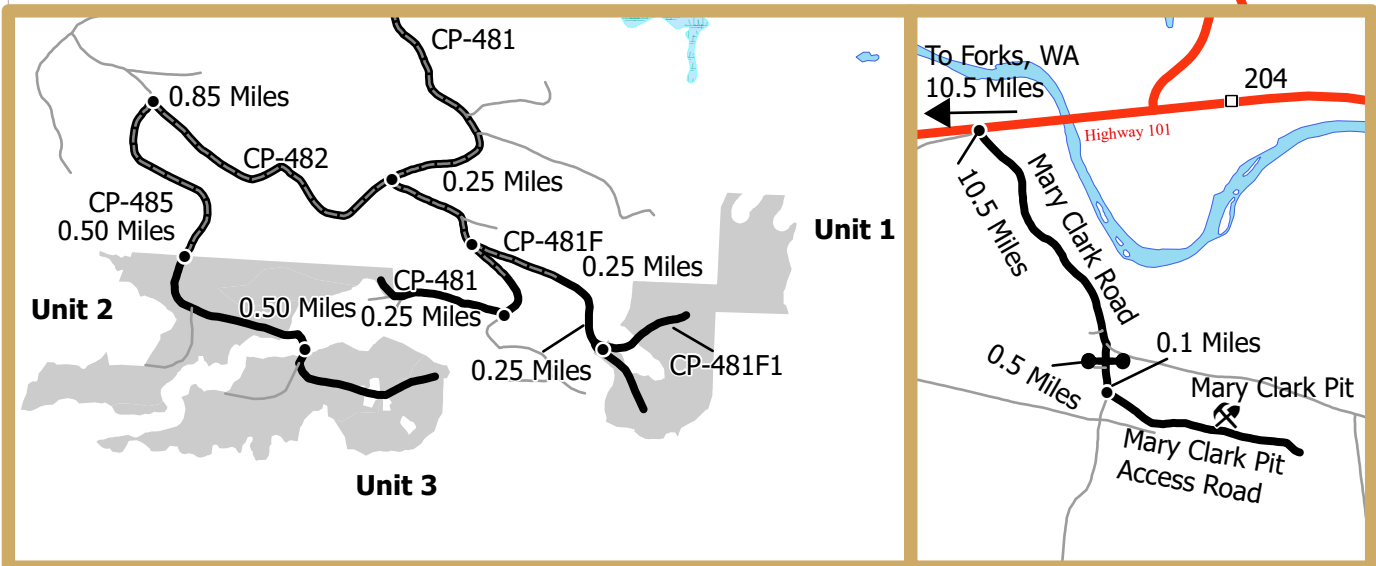 CP-481
0.85 Miles
CP-482
0.25 Miles
CP-485
0.50 Miles
CP-481F
0.25 Miles
Unit 1
CP-481
0.25 Miles
Unit 2
0.50 Miles
0.25 Miles
CP-481F1
Unit 3
To Forks, WA
10.5 Miles
204
Highway 101
Mary Clark Road
10.5 Miles
0.1 Miles
0.5 Miles
Mary Clark Pit
Mary Clark Pit
Access Road